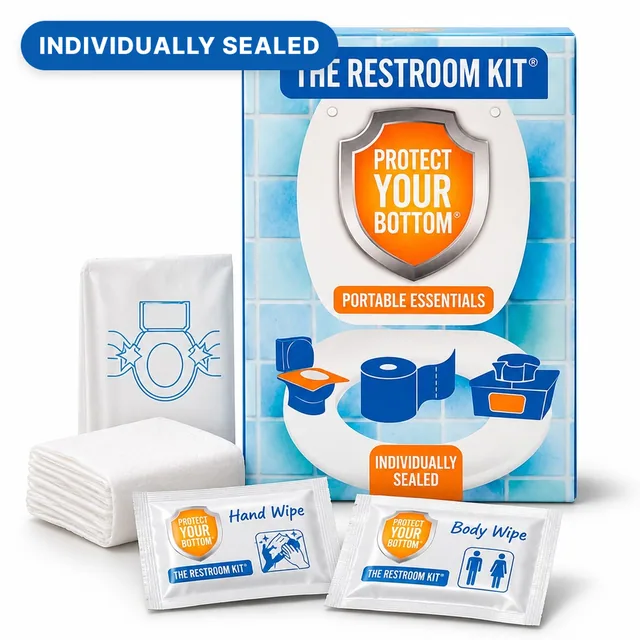 INDIVIDUALLY SEALED
THE RESTROOM KIT®
PROTECT
YOUR
BOTTOM®
PORTABLE ESSENTIALS
INDIVIDUALLY
SEALED
PROTECT
YOUR
BOTTOM®
Hand Wipe
THE RESTROOM KIT®
PROTECT
YOUR
BOTTOM®
Body Wipe
THE RESTROOM KIT®